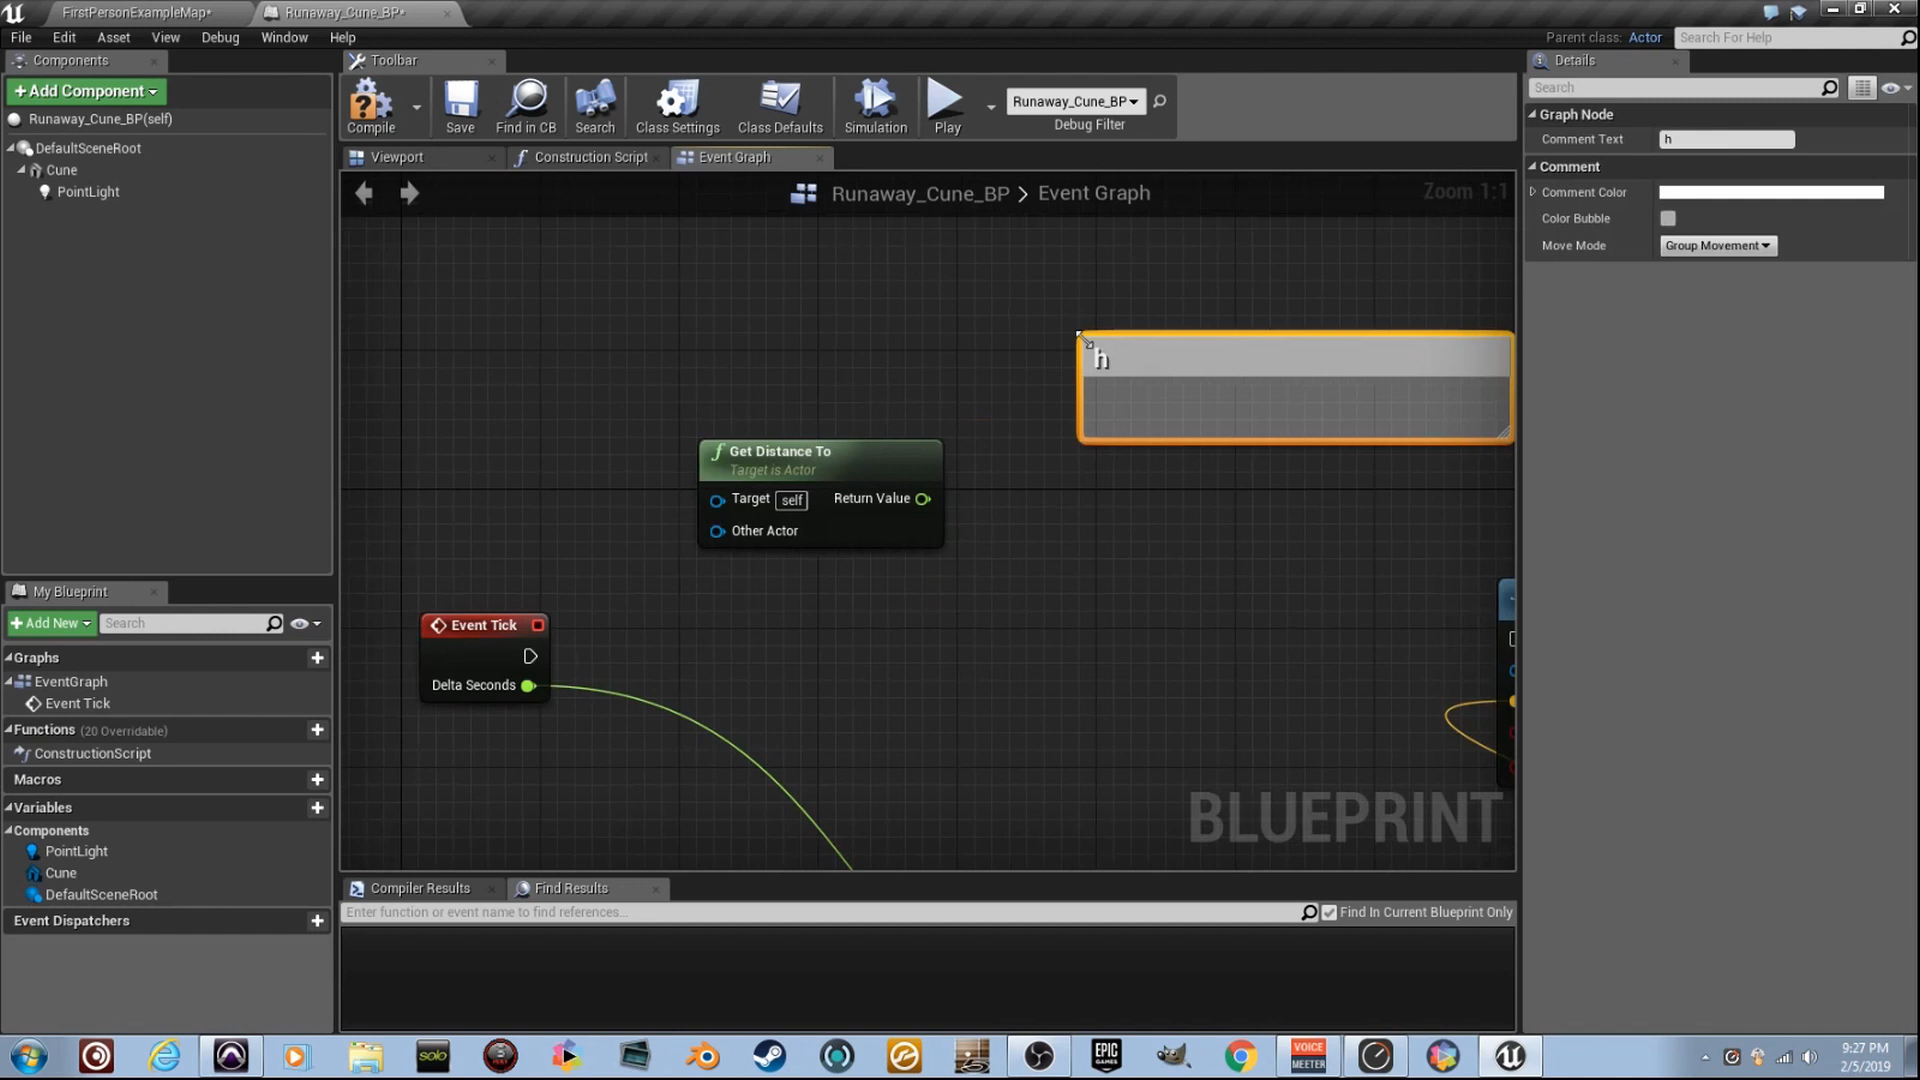 FirstPersonExampleMap*
Runaway_Cune_BP*
File Edit Asset View Debug Window Help
Parent class: Actor
Search For Help
Components
+Add Component
Runaway_Cune_BP(self)
DefaultSceneRoot
Cune
PointLight
Toolbar
Compile
Save
Find in CB
Search
Class Settings
Class Defaults
Simulation
Play
Runaway_Cune_BP
Debug Filter
Viewport
Construction Script
Event Graph
Runaway_Cune_BP > Event Graph
Zoom 1:1
h
Get Distance To
Target is Actor
Target self Return Value
Other Actor
Event Tick
Delta Seconds
BLUEPRINT
Details
Search
Graph Node
Comment Text h
Comment
Comment Color
Color Bubble
Move Mode Group Movement
My Blueprint
+Add New Search
Graphs
EventGraph
Event Tick
Functions (20 Overridable)
ConstructionScript
Macros
Variables
Components
PointLight
Cune
DefaultSceneRoot
Event Dispatchers
Compiler Results
Find Results
Enter function or event name to find references...
Find In Current Blueprint Only
solo
EPIC
GAMES
VOICE
MEETER
9:27 PM
2/5/2019